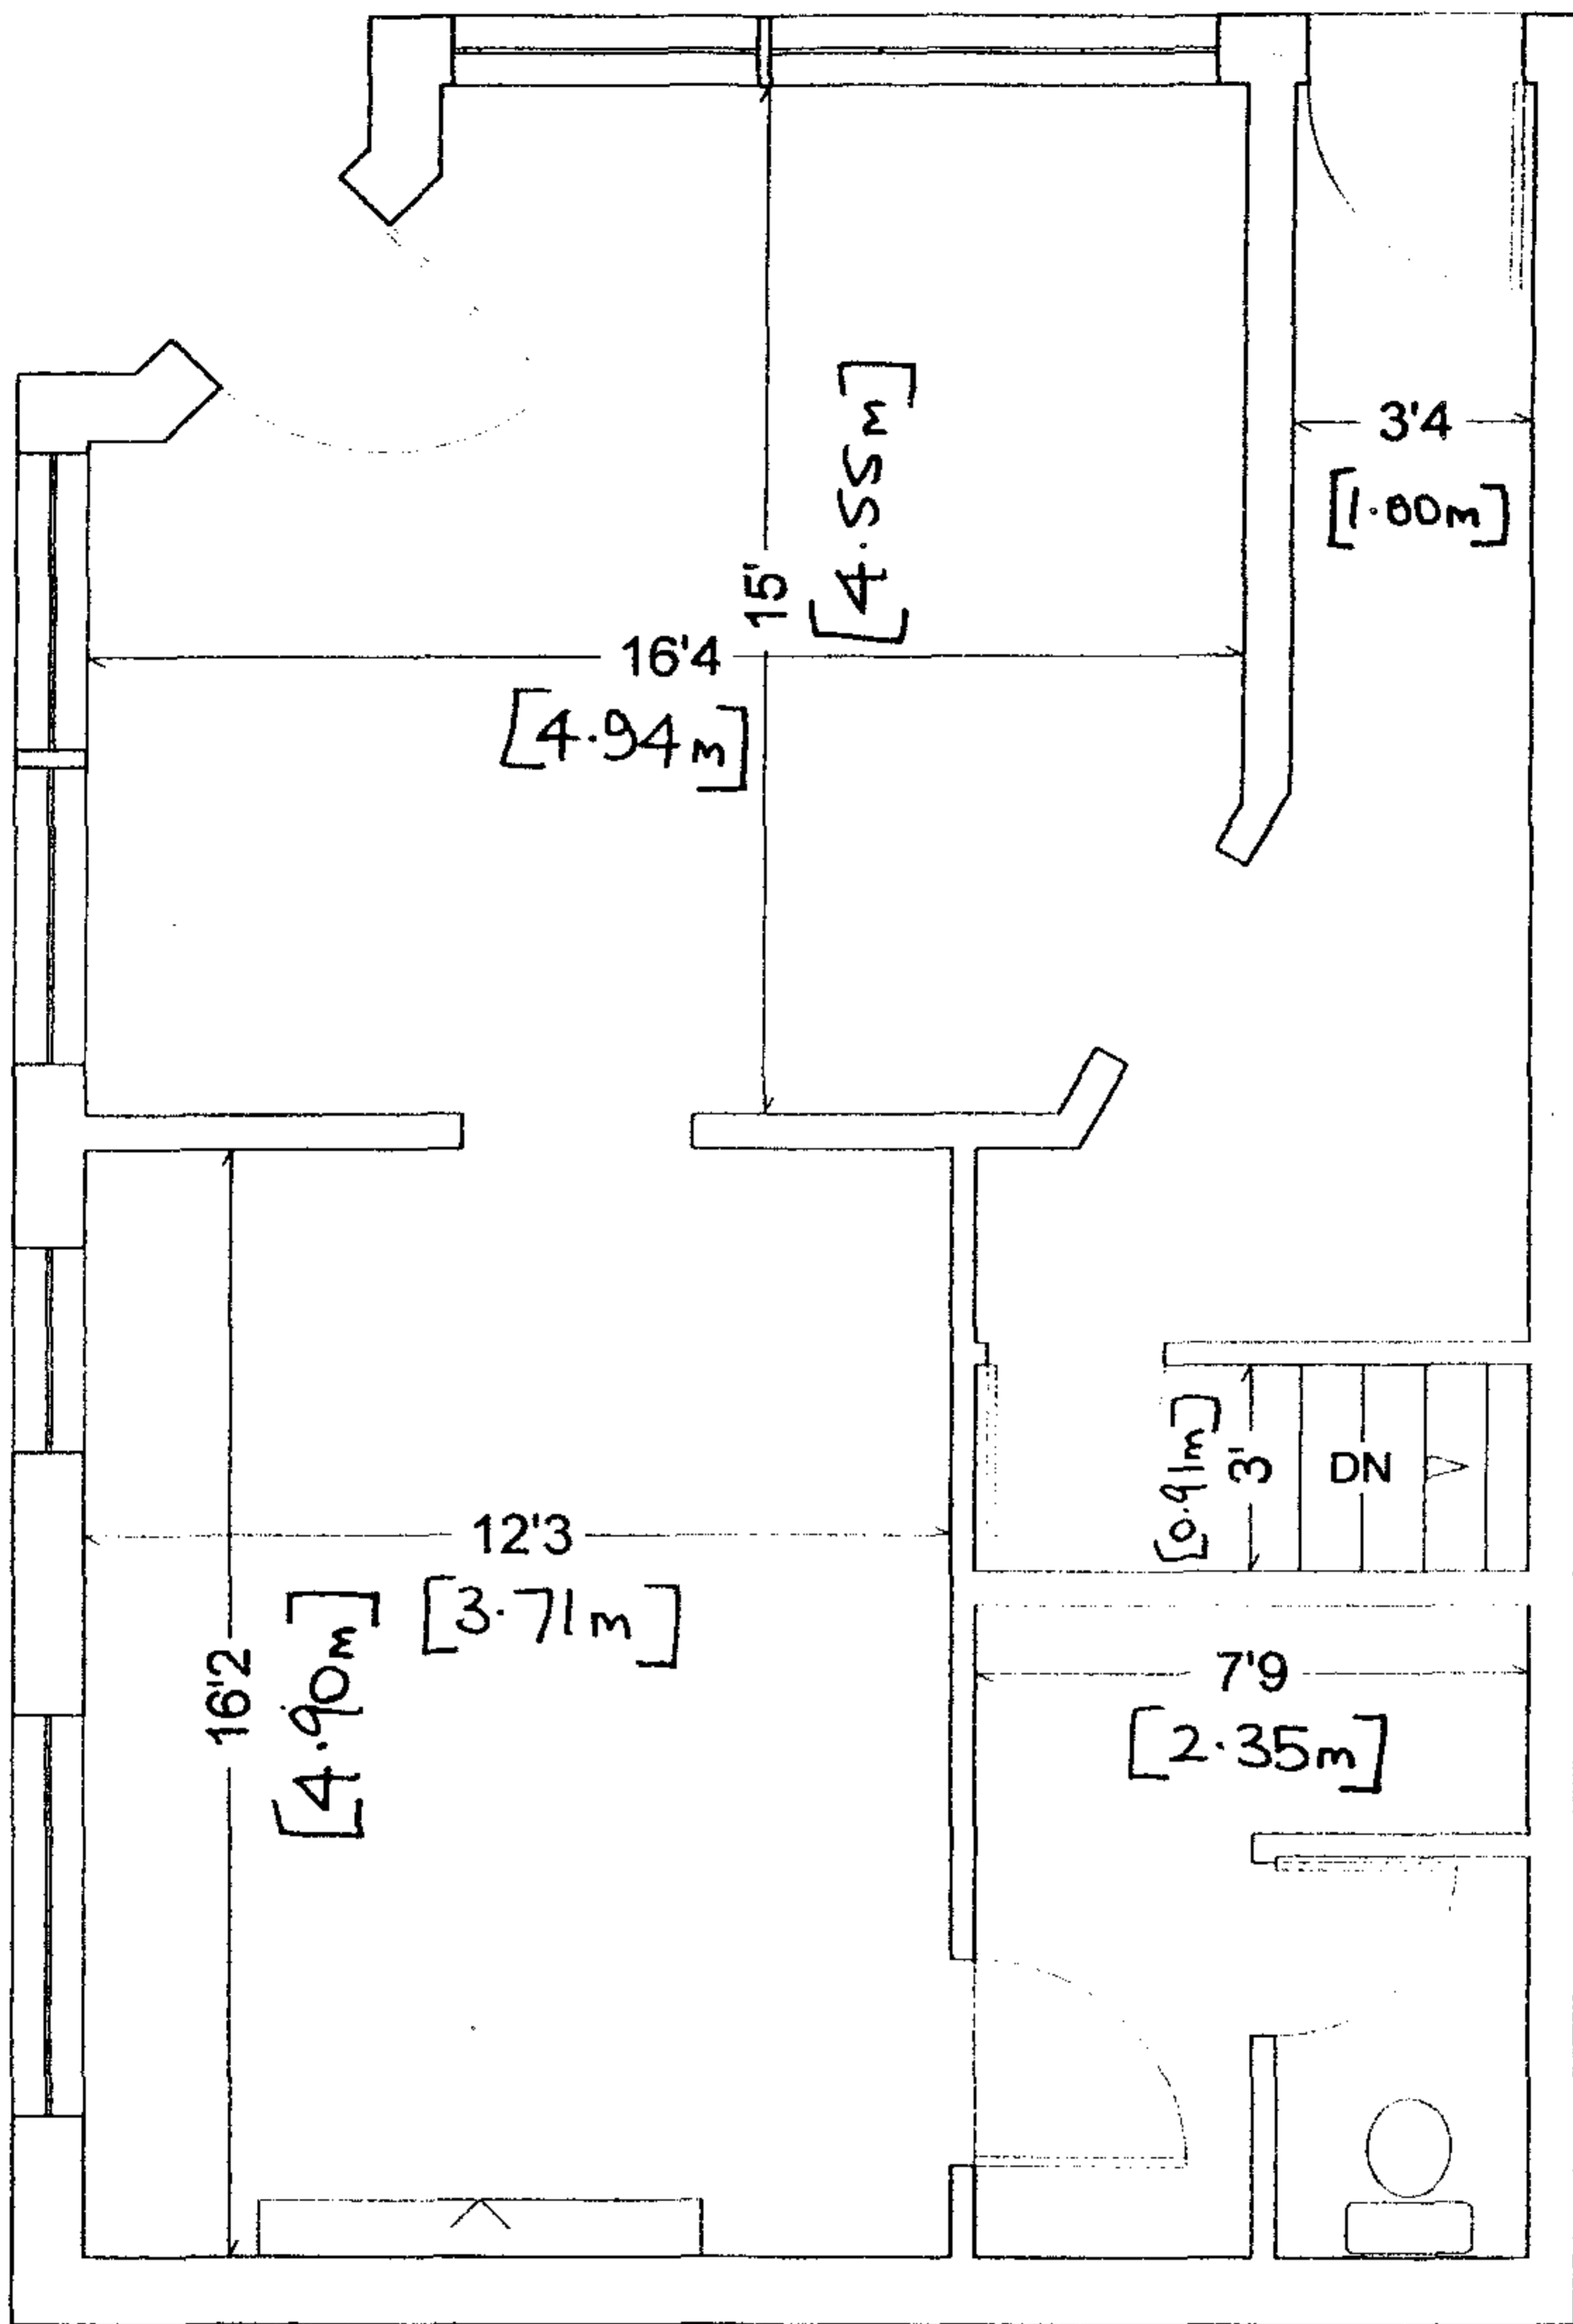 3'4
[1.00m]
15'
[4.55m]
16'4
[4.94m]
12'3
[3.71m]
16'2
[4.90m]
3'
[0.91m]
DN
7'9
[2.35m]